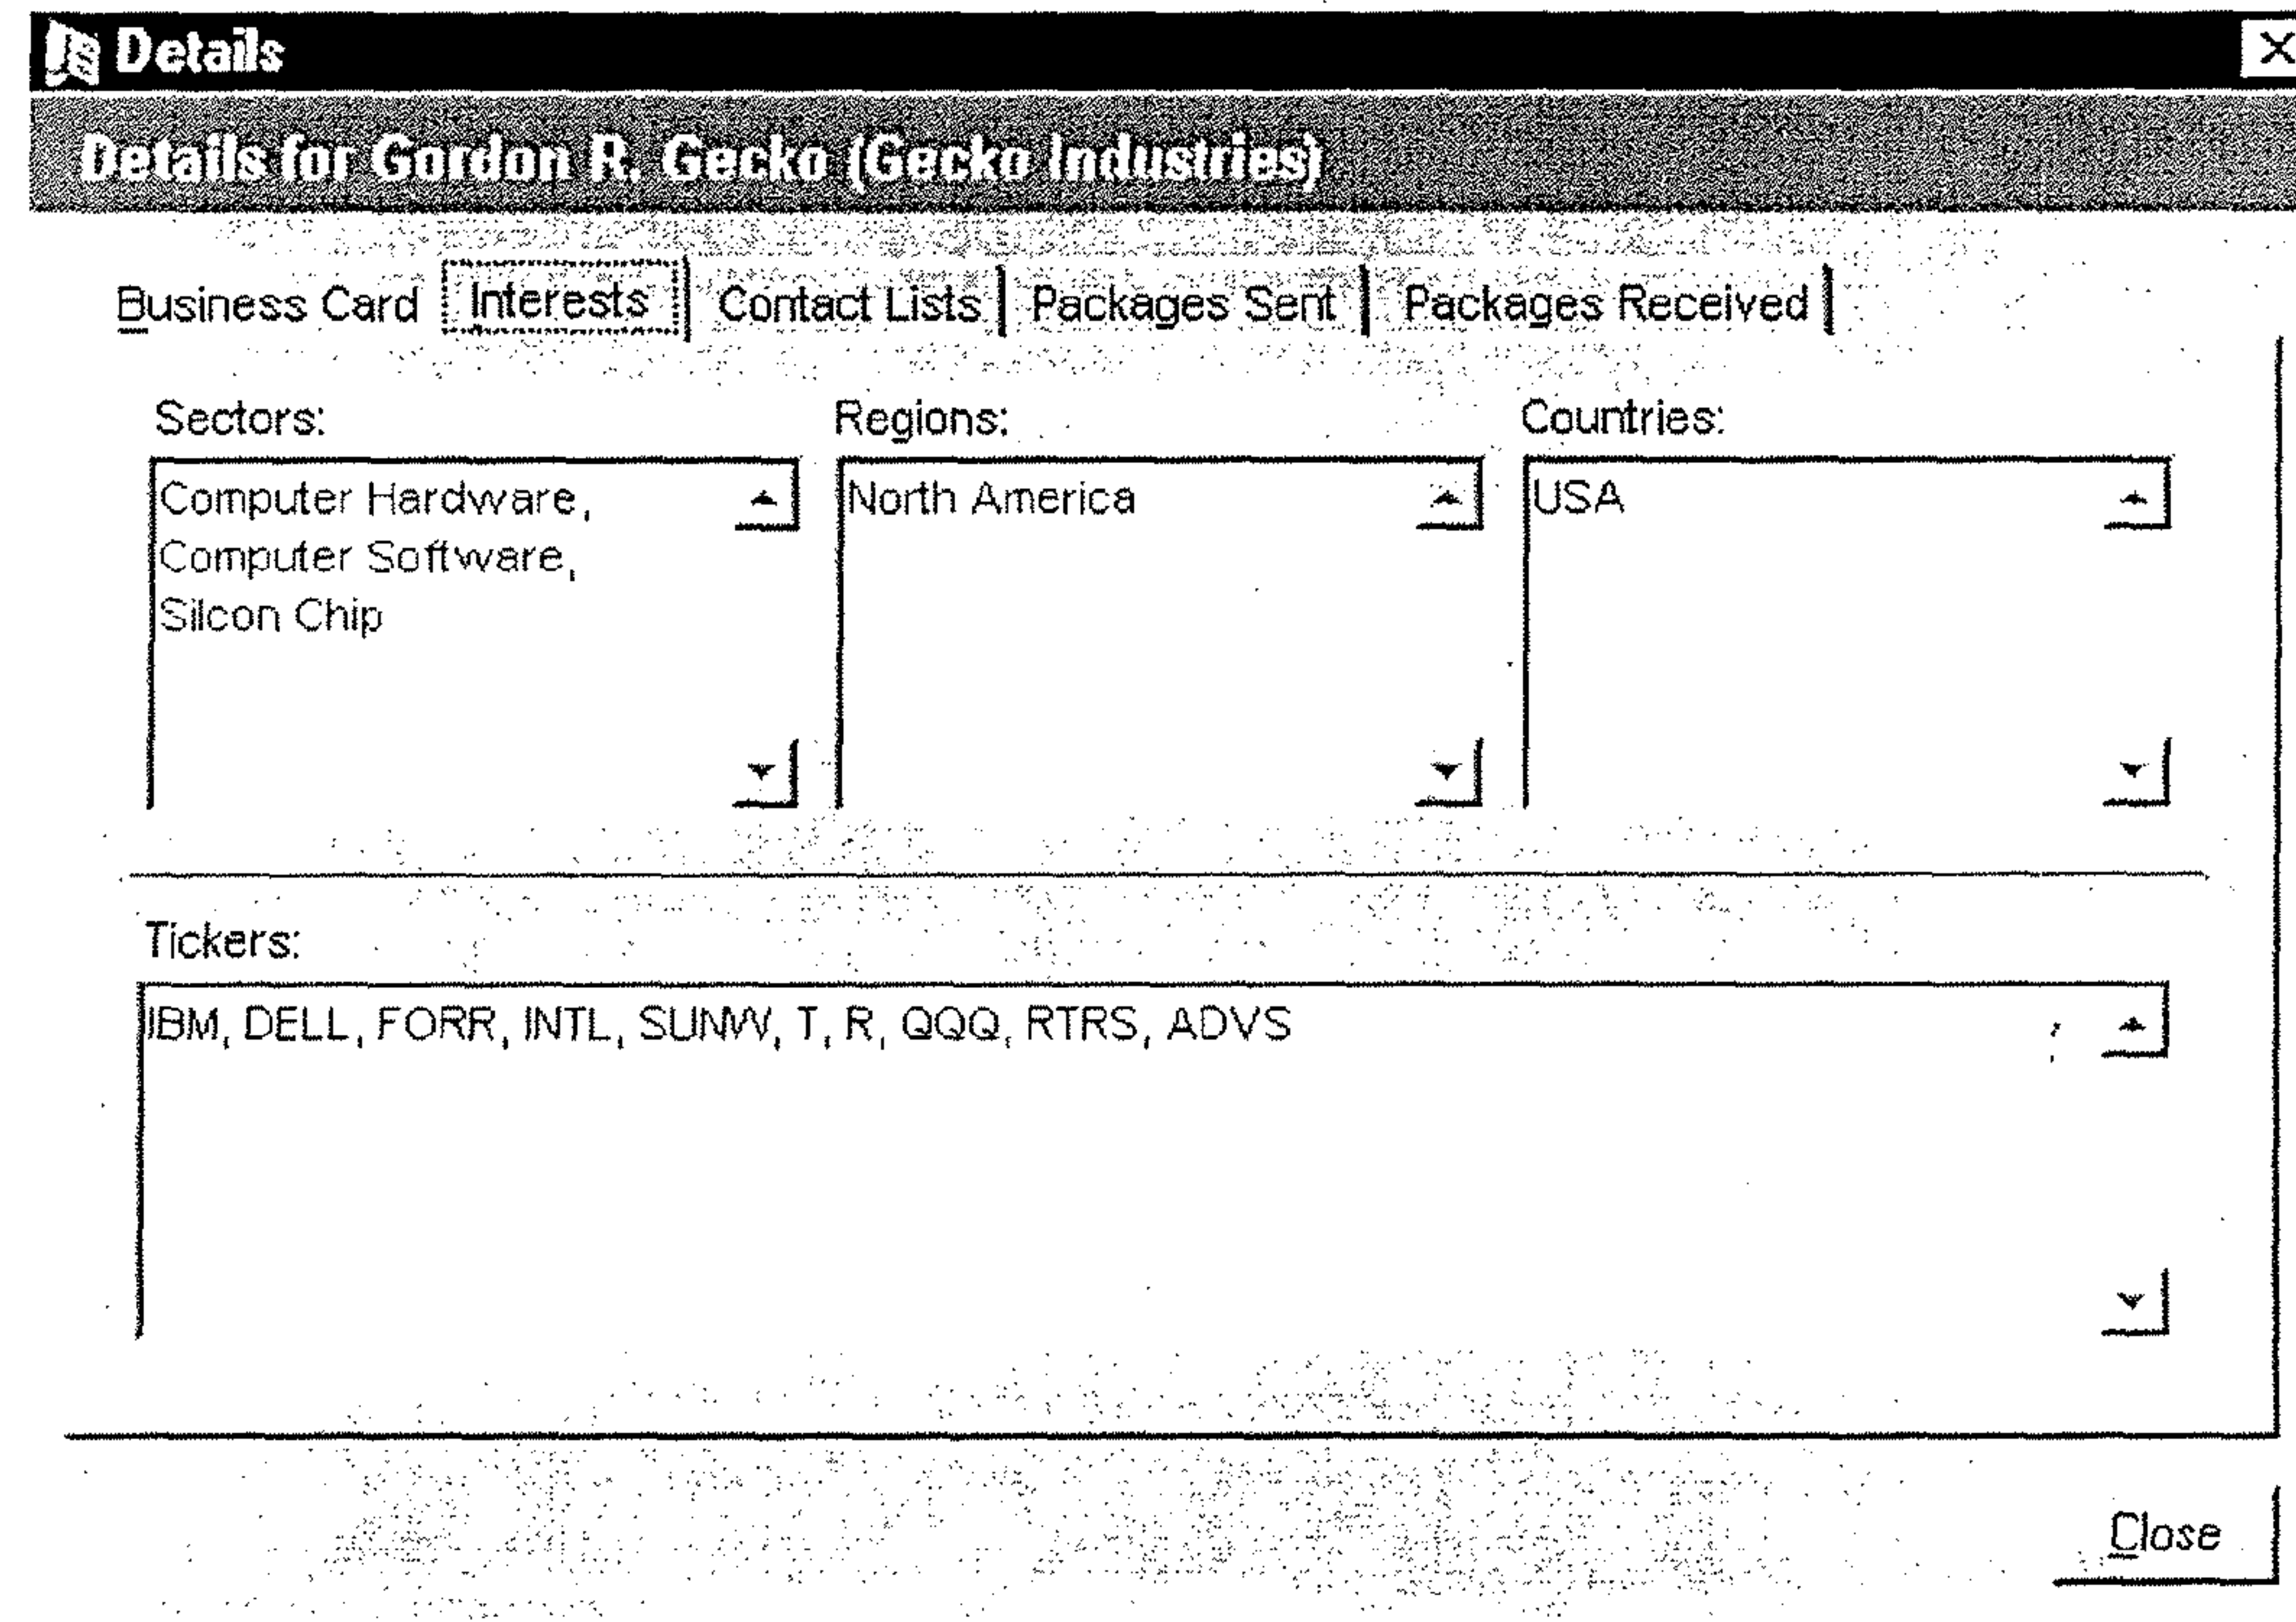 Details
Details for Gordon R. Gecko (Gecko Industries)
Business Card Interests Contact Lists Packages Sent Packages Received
Sectors: Regions: Countries:
Computer Hardware, North America USA
Computer Software,
Silcon Chip
Tickers:
IBM, DELL, FORR, INTL, SUNW, T, R, QQQ, RTRS, ADVS
Close